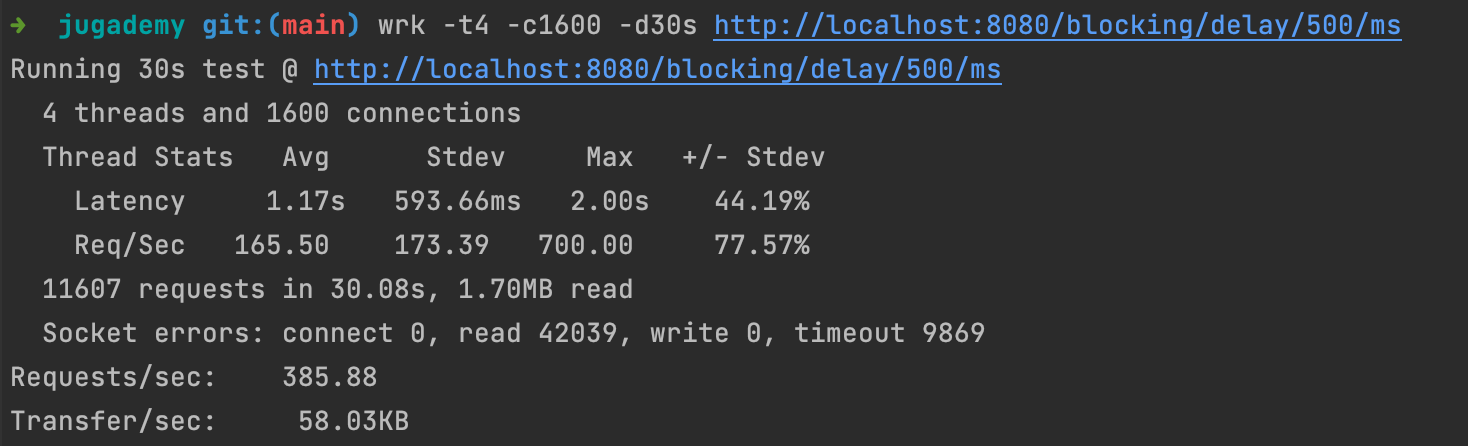 → jugademy git:(main) wrk -t4 -c1600 -d30s http://localhost:8080/blocking/delay/500/ms
Running 30s test @ http://localhost:8080/blocking/delay/500/ms
  4 threads and 1600 connections
  Thread Stats   Avg      Stdev     Max   +/- Stdev
    Latency     1.17s   593.66ms   2.00s    44.19%
    Req/Sec   165.50    173.39   700.00     77.57%
  11607 requests in 30.08s, 1.70MB read
  Socket errors: connect 0, read 42039, write 0, timeout 9869
Requests/sec:    385.88
Transfer/sec:     58.03KB